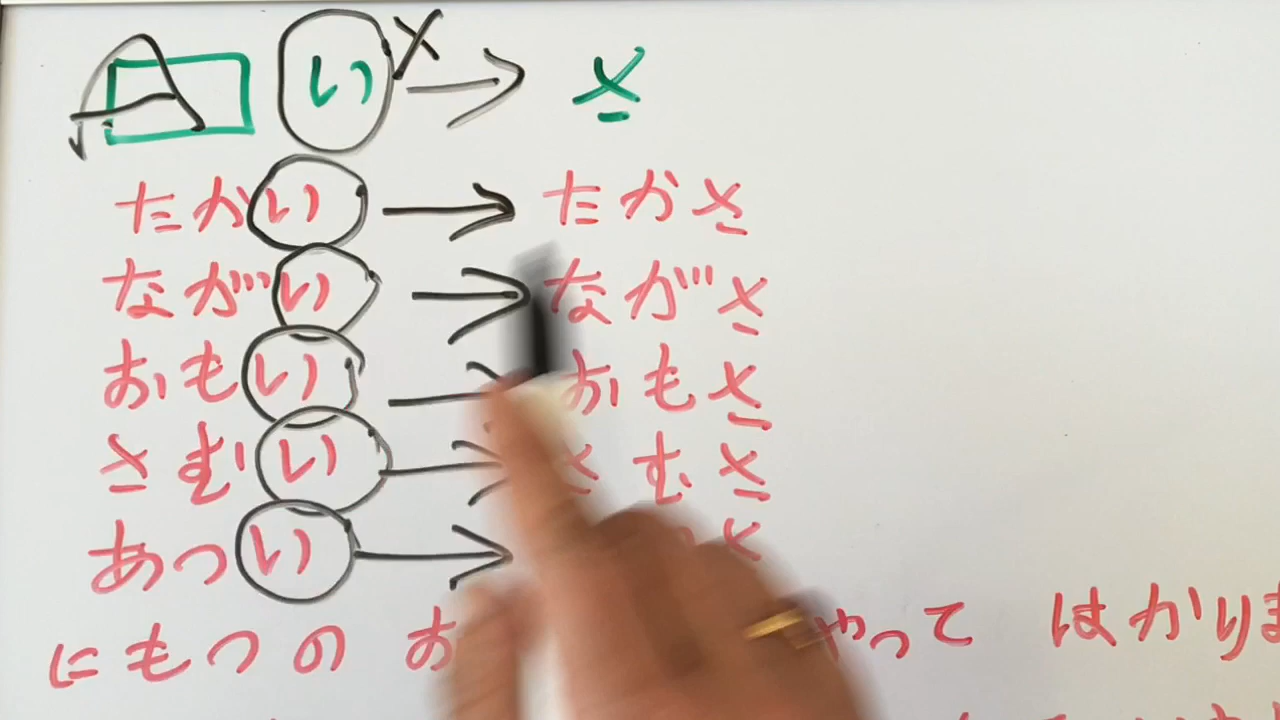 い x → さ
たかい → たかさ
ながい → ながさ
おもい → おもさ
さむい → さむさ
あつい → さ
にもつの お やって はかりま